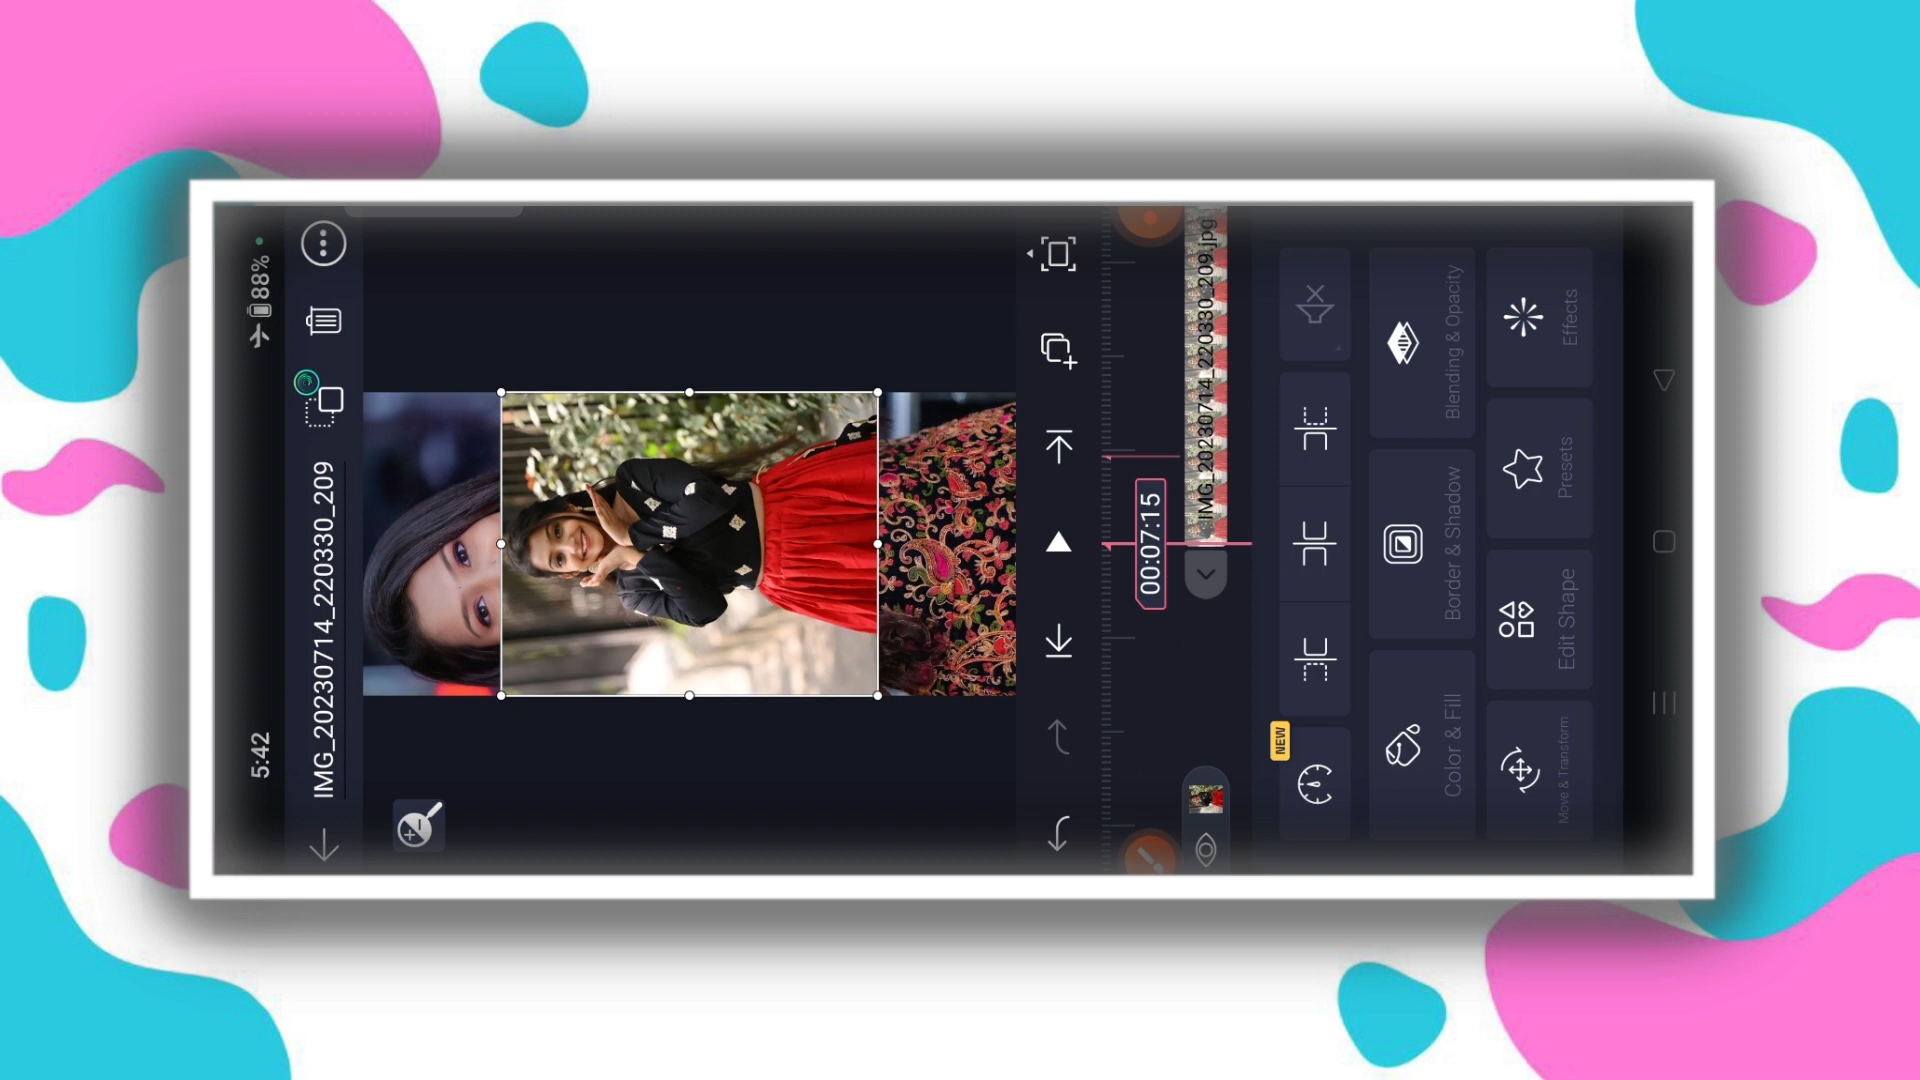 5:42
88%
IMG_20230714_220330_209
00:07:15
IMG_20230714_220330_209.jpg
NEW
Color & Fill
Border & Shadow
Blending & Opacity
Move & Transform
Edit Shape
Presets
Effects